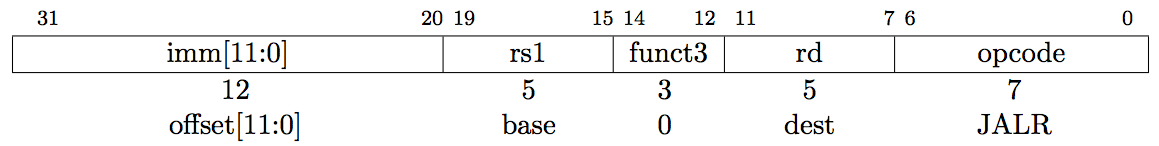 31 20 19 15 14 12 11 7 6 0
imm[11:0] rs1 funct3 rd opcode
12 5 3 5 7
offset[11:0] base 0 dest JALR